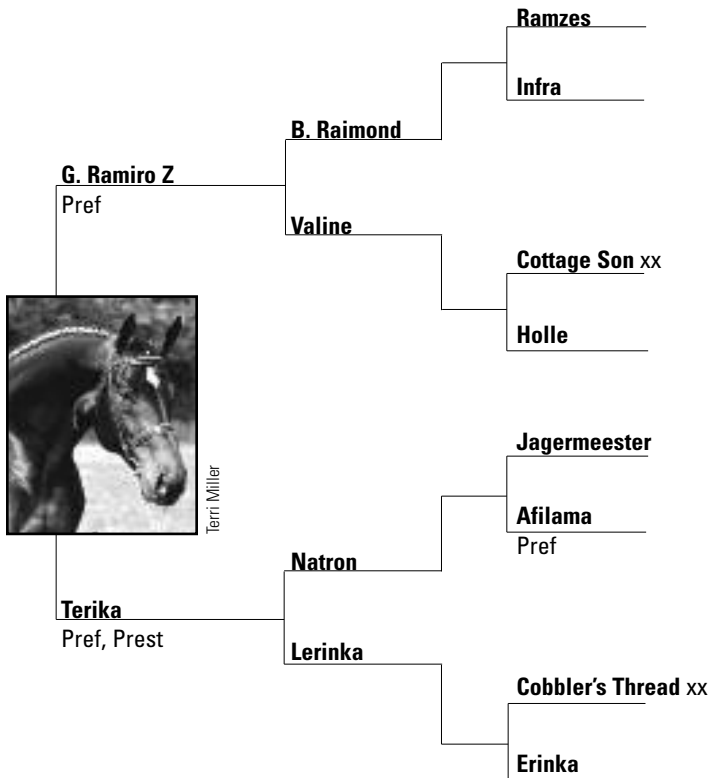 Ramzes
Infra
B. Raimond
G. Ramiro Z
Pref
Valine
Cottage Son xx
Holle
Terri Miller
Jagermeester
Afilama
Pref
Natron
Terika
Pref, Prest
Lerinka
Cobbler's Thread xx
Erinka